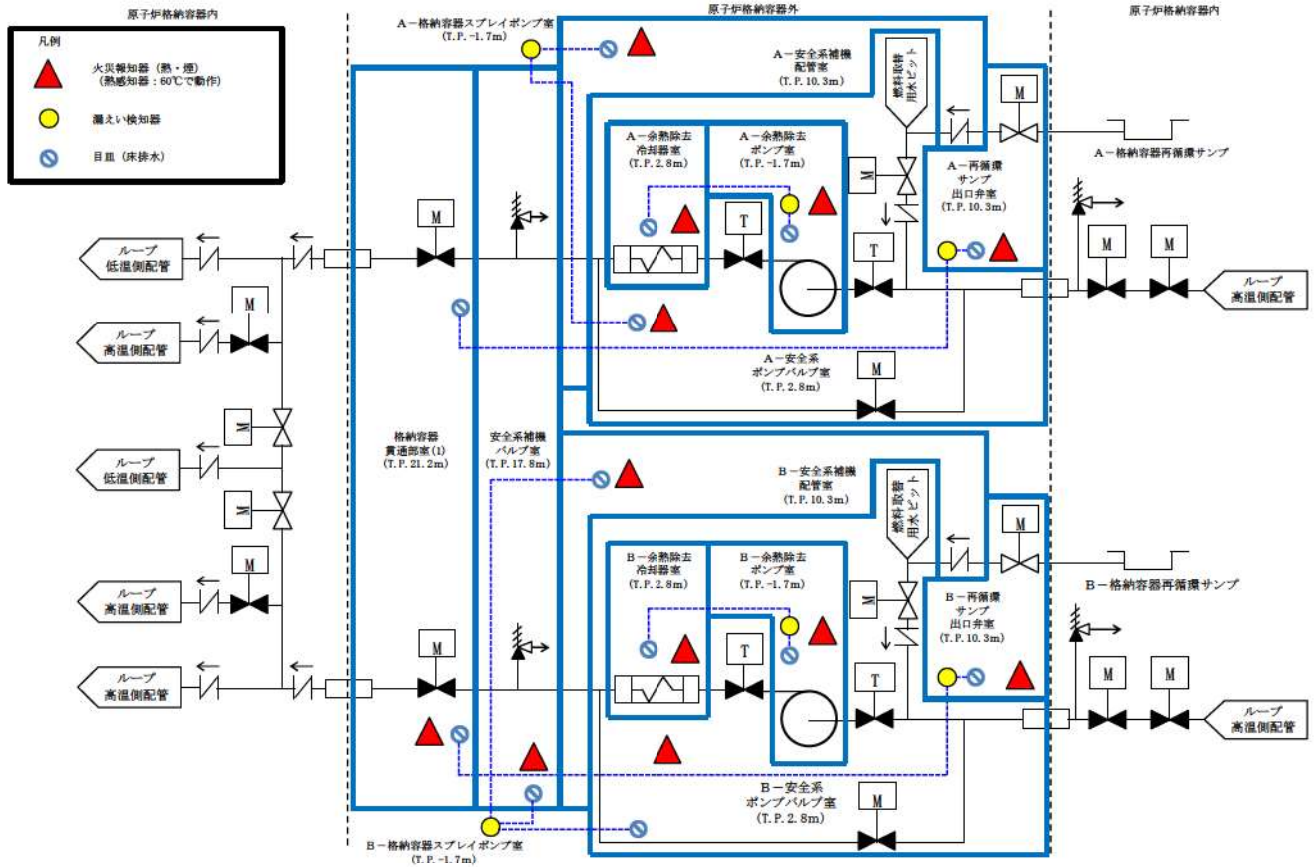 原子炉格納容器内
原子炉格納容器外
原子炉格納容器内
凡例
火災報知器（熱・煙）
（熱感知器：60℃で動作）
漏えい検知器
目皿（床排水）
A－格納容器スプレイポンプ室
(T.P.-1.7m)
A－安全系補機
配管室
(T.P.10.3m)
燃料取替
用水ピット
M
A－格納容器再循環サンプ
A－余熱除去
冷却器室
(T.P.2.8m)
A－余熱除去
ポンプ室
(T.P.-1.7m)
M
A－再循環
サンプ
出口弁室
(T.P.10.3m)
M
T
T
M
M
ループ
低温側配管
ループ
高温側配管
M
ループ
高温側配管
A－安全系
ポンプバルブ室
(T.P.2.8m)
M
M
ループ
低温側配管
M
格納容器
貫通部室(1)
(T.P.21.2m)
安全系補機
バルブ室
(T.P.17.8m)
B－安全系補機
配管室
(T.P.10.3m)
燃料取替
用水ピット
M
B－格納容器再循環サンプ
M
ループ
高温側配管
B－余熱除去
冷却器室
(T.P.2.8m)
B－余熱除去
ポンプ室
(T.P.-1.7m)
M
B－再循環
サンプ
出口弁室
(T.P.10.3m)
M
T
T
M
M
ループ
高温側配管
ループ
高温側配管
B－安全系
ポンプバルブ室
(T.P.2.8m)
M
B－格納容器スプレイポンプ室
(T.P.-1.7m)